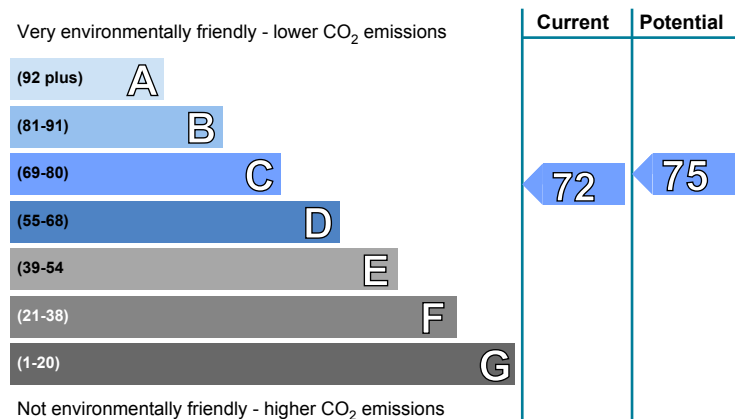 Very environmentally friendly - lower CO₂ emissions
Current
Potential
(92 plus) A
(81-91) B
(69-80) C
(55-68) D
(39-54 E
(21-38) F
(1-20) G
72
75
Not environmentally friendly - higher CO₂ emissions